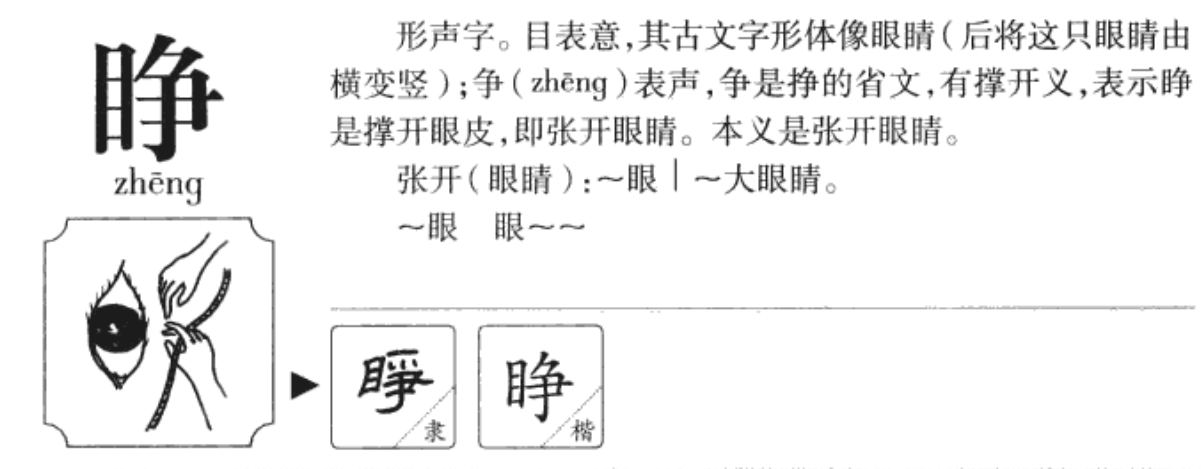 睁
zhēng
形声字。目表意，其古文字形体像眼睛（后将这只眼睛由
横变竖）；争（zhēng）表声，争是挣的省文，有撑开义，表示睁
是撑开眼皮，即张开眼睛。本义是张开眼睛。
张开（眼睛）：～眼｜～大眼睛。
～眼 眼～～
睜 隶
睁 楷